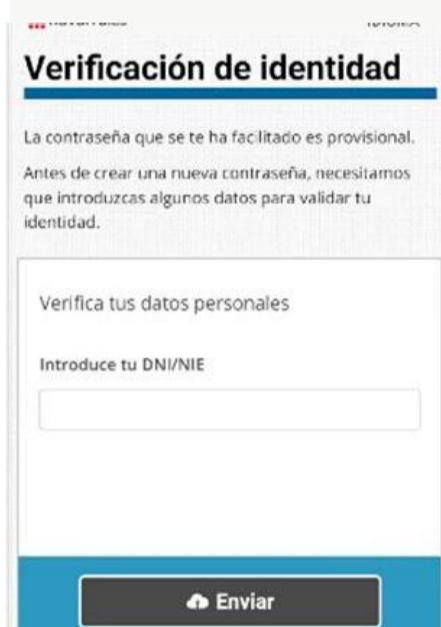 Verificación de identidad
La contraseña que se te ha facilitado es provisional.
Antes de crear una nueva contraseña, necesitamos
que introduzcas algunos datos para validar tu
identidad.
Verifica tus datos personales
Introduce tu DNI/NIE
Enviar